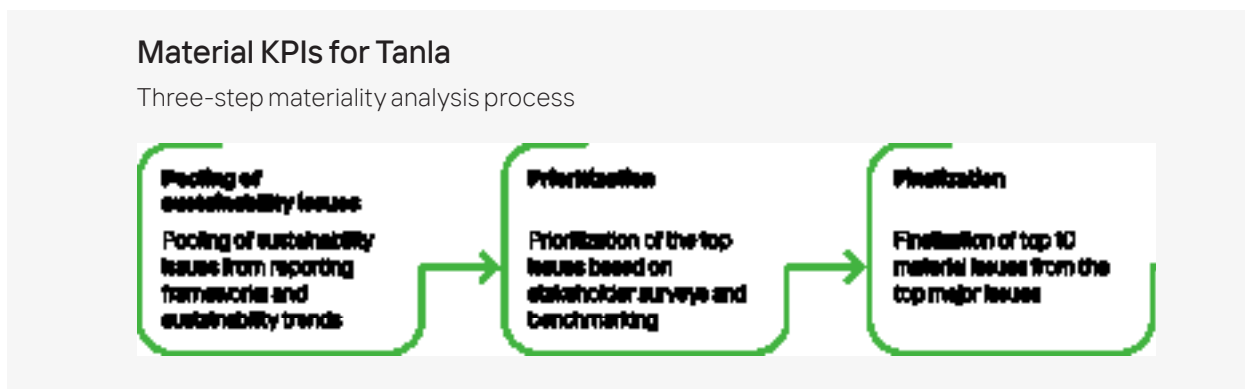 Material KPIs for Tanla
Three-step materiality analysis process
Pooling of
sustainability issues
Pooling of sustainability
issues from reporting
frameworks and
sustainability trends
Prioritization
Prioritization of the top
issues based on
stakeholder surveys and
benchmarking
Finalization
Finalization of top 10
material issues from the
top major issues